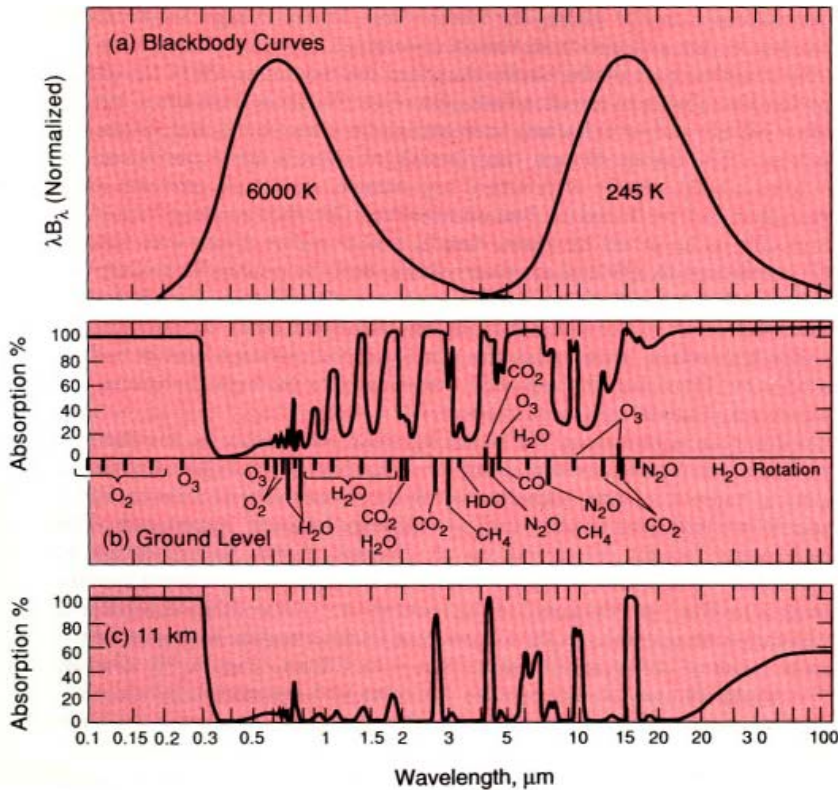 (a) Blackbody Curves
λB_λ (Normalized)
6000 K
245 K
Absorption %
100
80
60
40
20
0
CO₂
O₃
H₂O
O₃
O₂
O₃
O₃
O₂
H₂O
H₂O
CO₂
H₂O
CO₂
HDO
CH₄
CO
N₂O
N₂O
CH₄
CO₂
N₂O
H₂O Rotation
(b) Ground Level
Absorption %
100
80
60
40
20
0
(c) 11 km
0.1 0.15 0.2 0.3 0.5 1 1.5 2 3 5 10 15 20 3 0 100
Wavelength, μm